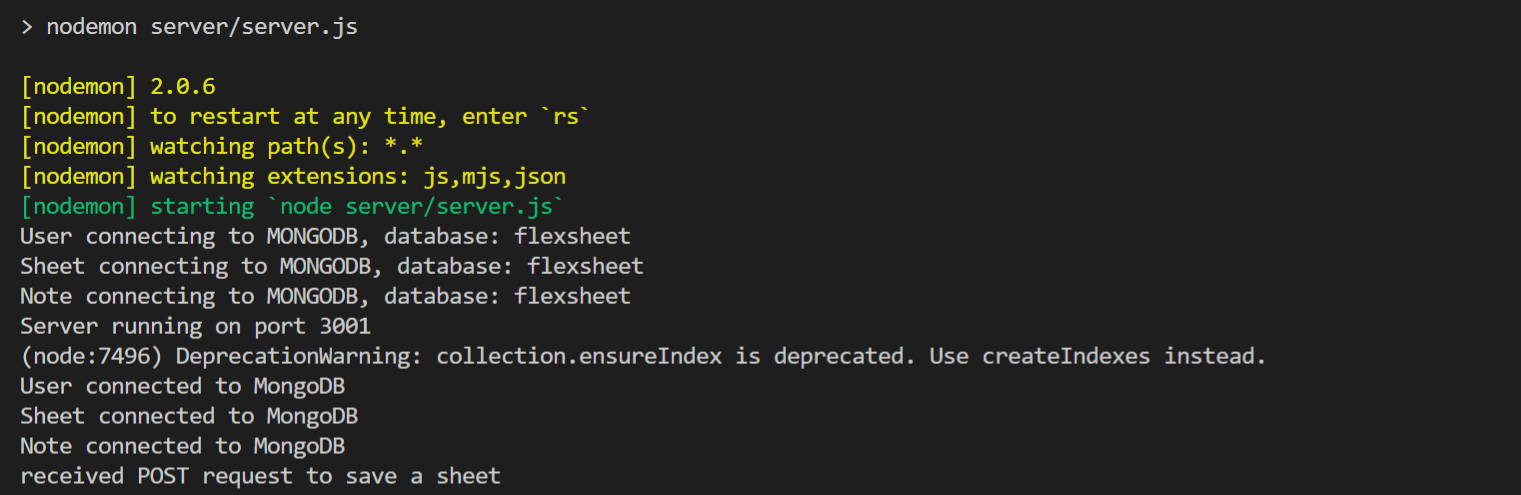 > nodemon server/server.js
[nodemon] 2.0.6
[nodemon] to restart at any time, enter `rs`
[nodemon] watching path(s): *.*
[nodemon] watching extensions: js,mjs,json
[nodemon] starting `node server/server.js`
User connecting to MONGODB, database: flexsheet
Sheet connecting to MONGODB, database: flexsheet
Note connecting to MONGODB, database: flexsheet
Server running on port 3001
(node:7496) DeprecationWarning: collection.ensureIndex is deprecated. Use createIndexes instead.
User connected to MongoDB
Sheet connected to MongoDB
Note connected to MongoDB
received POST request to save a sheet